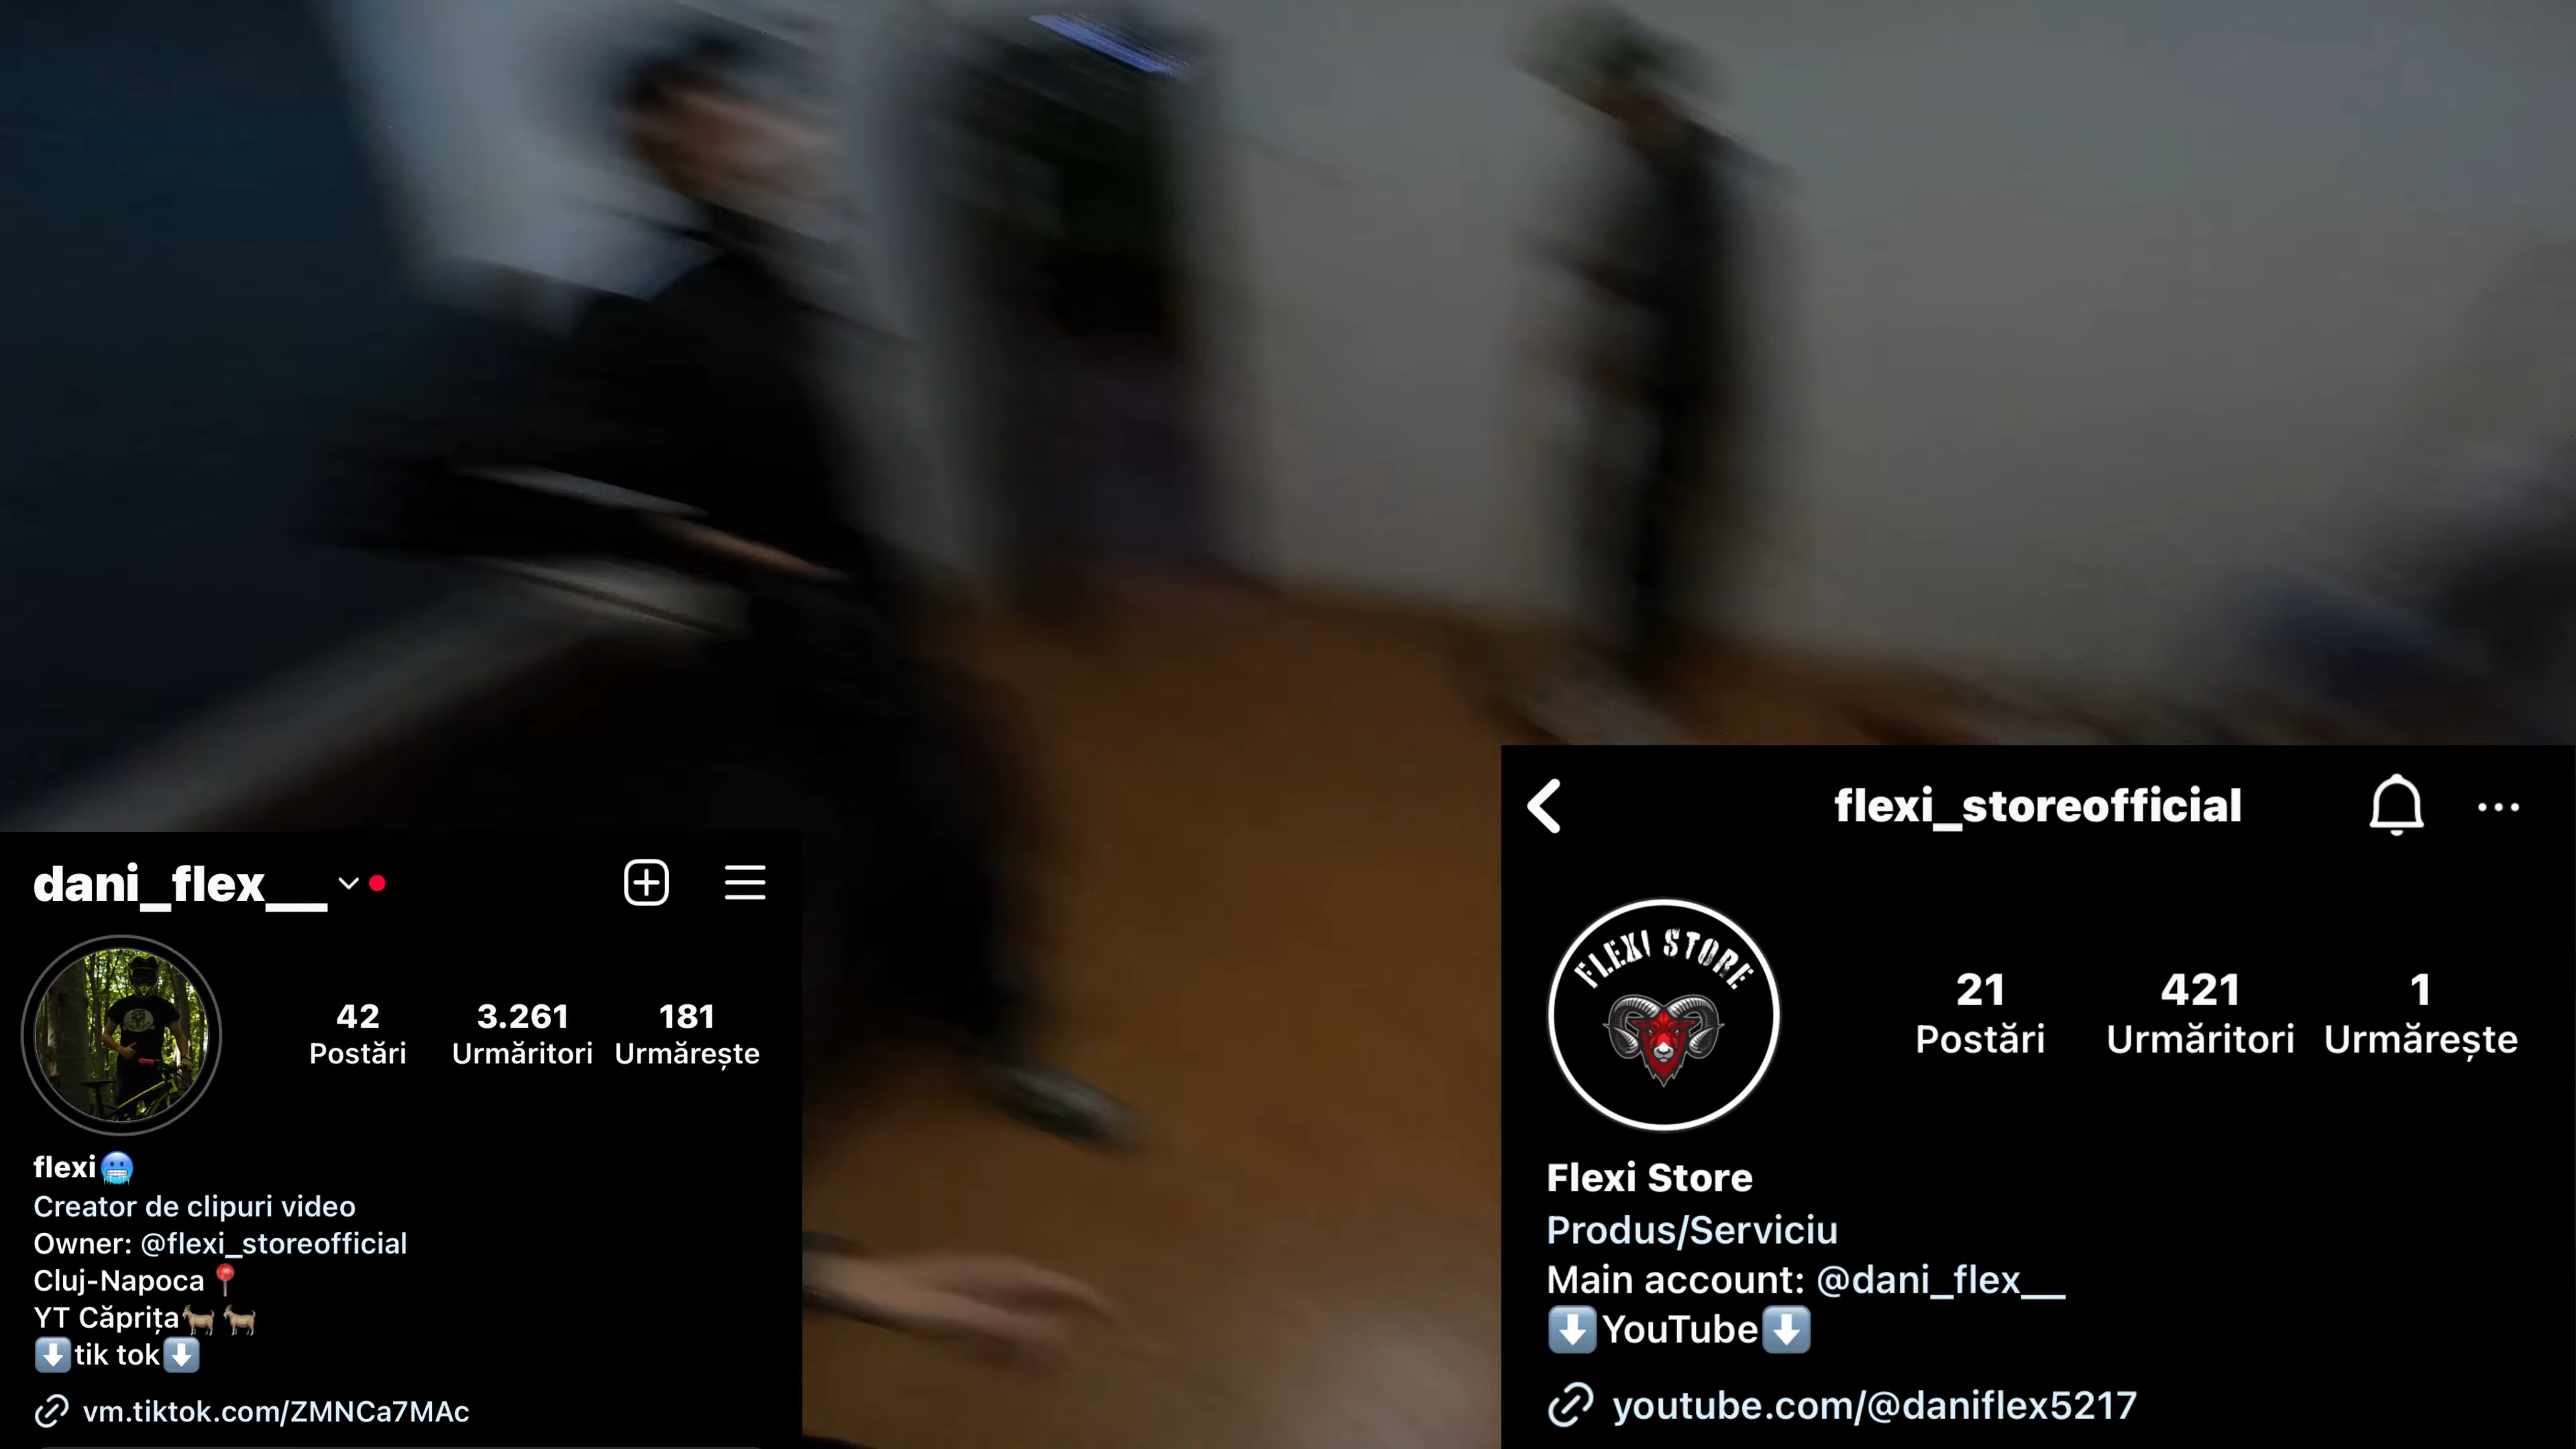 dani_flex__
42 3.261 181
Postări Urmăritori Urmărește
flexi🥶
Creator de clipuri video
Owner: @flexi_storeofficial
Cluj-Napoca📍
YT Căprița🐐🐐
⬇️tik tok⬇️
vm.tiktok.com/ZMNCa7MAc
flexi_storeofficial
FLEXI STORE
21 421 1
Postări Urmăritori Urmărește
Flexi Store
Produs/Serviciu
Main account: @dani_flex__
⬇️YouTube⬇️
youtube.com/@daniflex5217